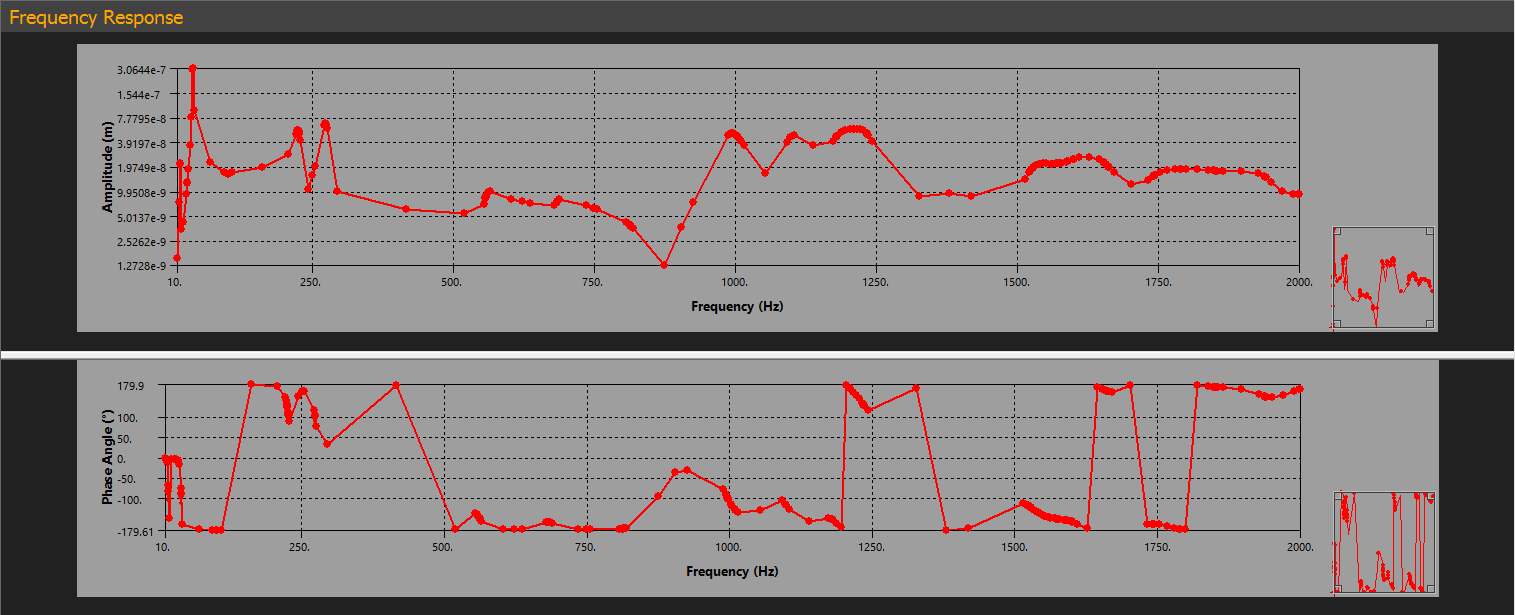 Frequency Response
3.0644e-7
1.544e-7
7.7795e-8
3.9197e-8
1.9749e-8
9.9508e-9
5.0137e-9
2.5262e-9
1.2728e-9
Amplitude (m)
10. 250. 500. 750. 1000. 1250. 1500. 1750. 2000.
Frequency (Hz)
179.9
100.
50.
0.
-50.
-100.
-179.61
Phase Angle (°)
10. 250. 500. 750. 1000. 1250. 1500. 1750. 2000.
Frequency (Hz)